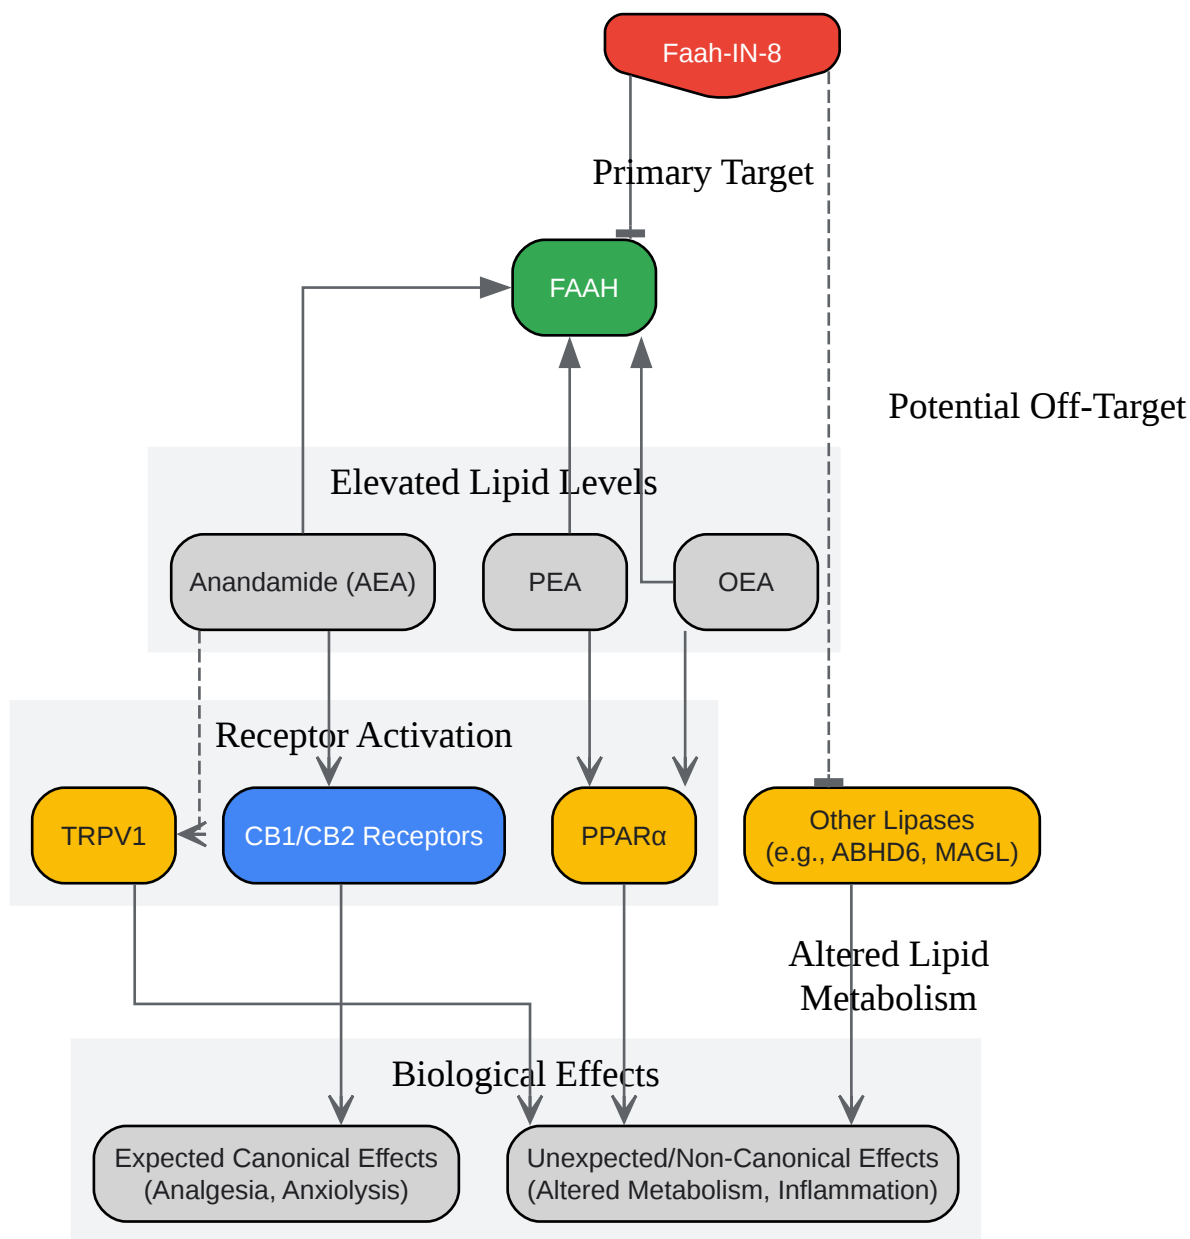 Faah-IN-8
Primary Target
FAAH
Potential Off-Target
Elevated Lipid Levels
Anandamide (AEA)
PEA
OEA
Receptor Activation
TRPV1
CB1/CB2 Receptors
PPARα
Other Lipases
(e.g., ABHD6, MAGL)
Altered Lipid
Metabolism
Biological Effects
Expected Canonical Effects
(Analgesia, Anxiolysis)
Unexpected/Non-Canonical Effects
(Altered Metabolism, Inflammation)